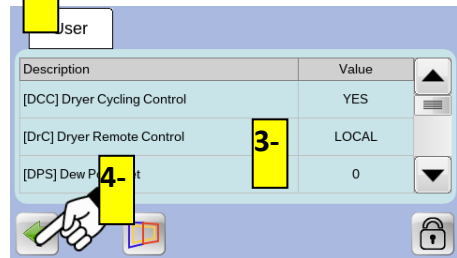 User
Description Value
[DCC] Dryer Cycling Control YES
[DrC] Dryer Remote Control LOCAL
3-
[DPS] Dew 0
4-